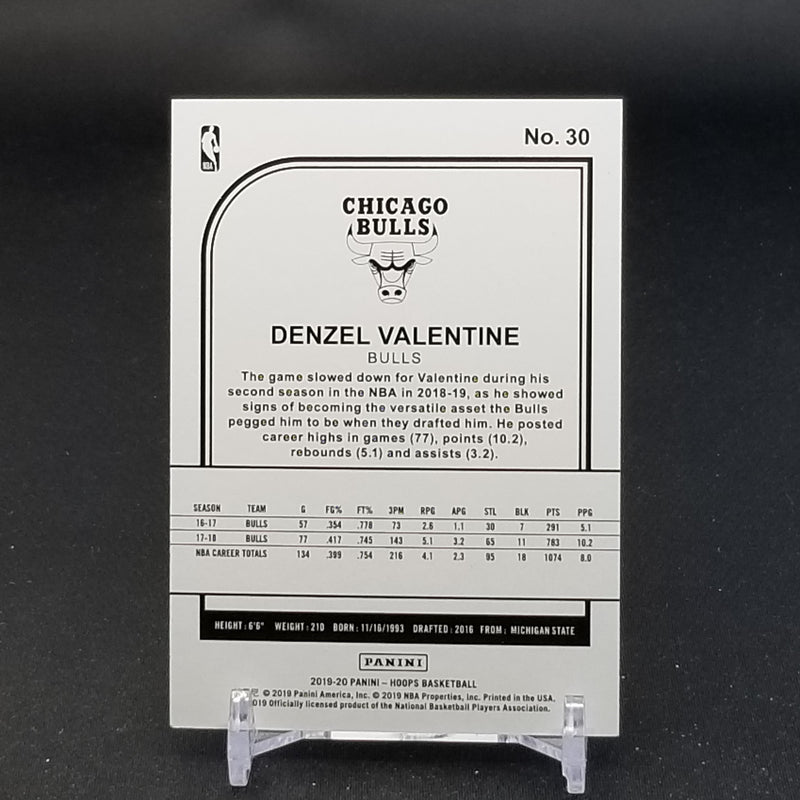 No. 30
NBA
CHICAGO
BULLS
DENZEL VALENTINE
BULLS
The game slowed down for Valentine during his
second season in the NBA in 2018-19, as he showed
signs of becoming the versatile asset the Bulls
pegged him to be when they drafted him. He posted
career highs in games (77), points (10.2),
rebounds (5.1) and assists (3.2).
SEASON TEAM G FG% FT% 3PM RPG APG STL BLK PTS PPG
16-17 BULLS 57 .354 .778 73 2.6 1.1 30 7 291 5.1
17-18 BULLS 77 .417 .745 143 5.1 3.2 65 11 783 10.2
NBA CAREER TOTALS 134 .399 .754 216 4.1 2.3 95 18 1074 8.0
HEIGHT: 6'6" WEIGHT: 210 BORN: 11/16/1993 DRAFTED: 2016 FROM: MICHIGAN STATE
PANINI
2019-20 PANINI – HOOPS BASKETBALL
© 2019 Panini America, Inc. © 2019 NBA Properties, Inc. Printed in the USA.
019 Officially licensed product of the National Basketball Players Association.